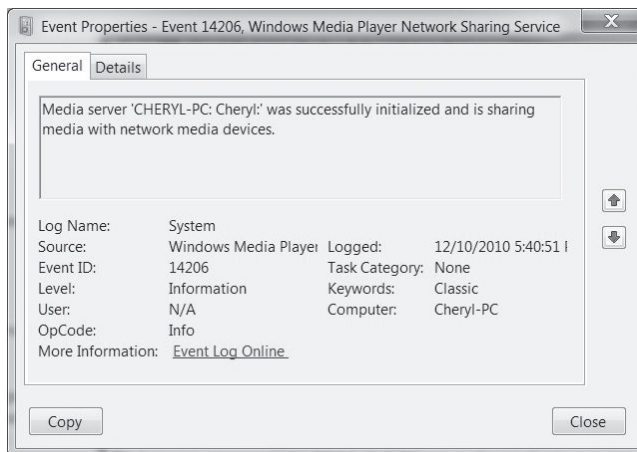 Event Properties - Event 14206, Windows Media Player Network Sharing Service
General Details
Media server 'CHERYL-PC: Cheryl:' was successfully initialized and is sharing
media with network media devices.
Log Name: System
Source: Windows Media Player Logged: 12/10/2010 5:40:51
Event ID: 14206 Task Category: None
Level: Information Keywords: Classic
User: N/A Computer: Cheryl-PC
OpCode: Info
More Information: Event Log Online
Copy Close